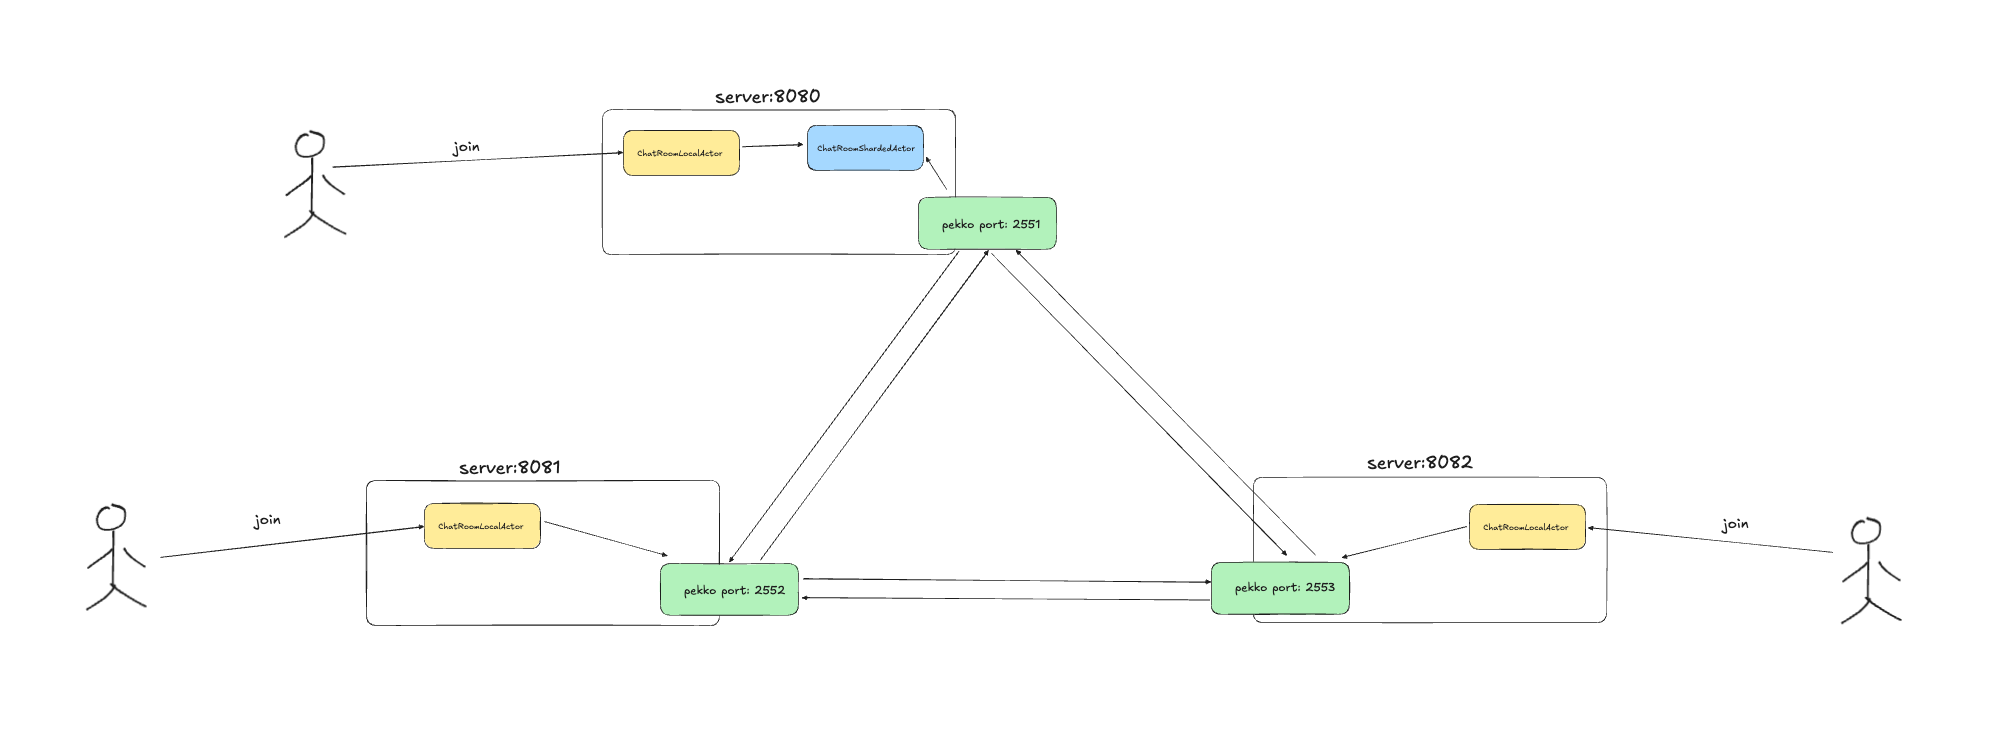 server:8080
join
ChatRoomLocalActor
ChatRoomShardedActor
pekko port: 2551
server:8081
join
ChatRoomLocalActor
pekko port: 2552
server:8082
ChatRoomLocalActor
join
pekko port: 2553